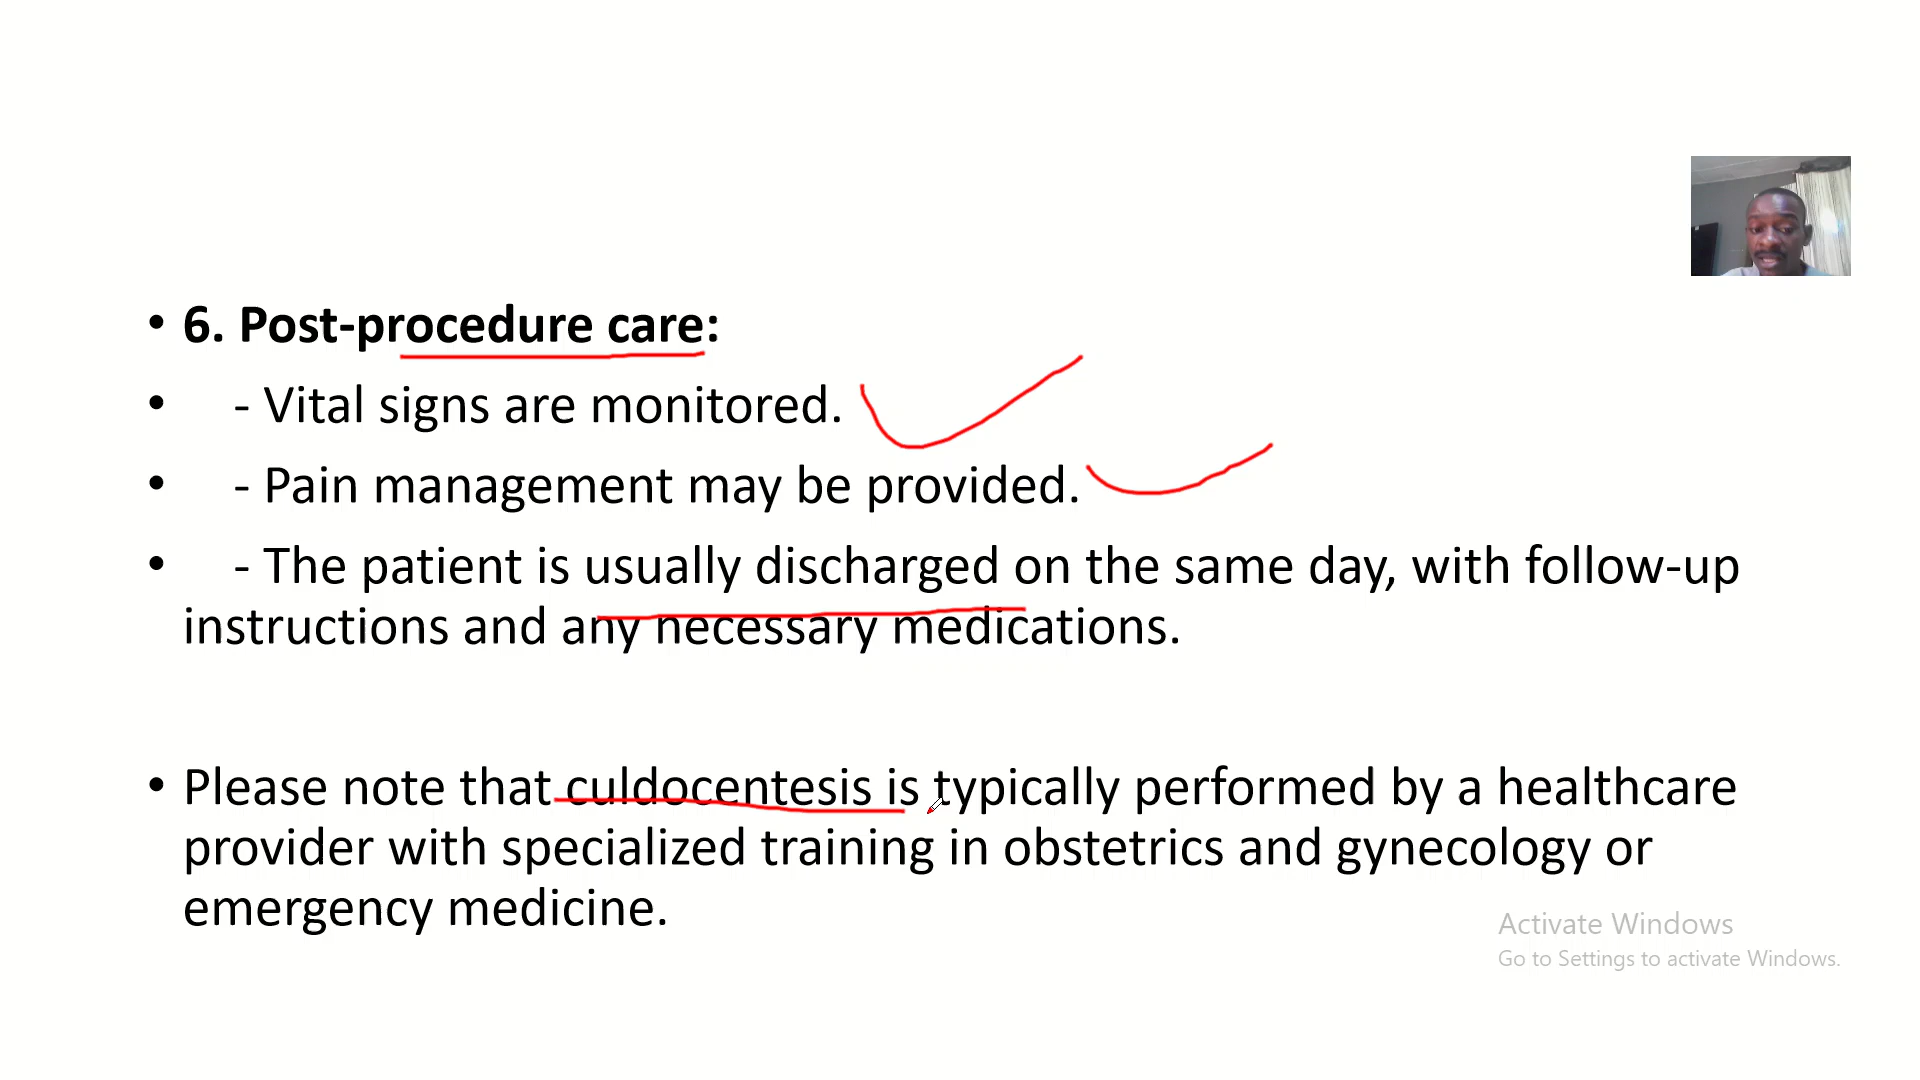 • 6. Post-procedure care:
• - Vital signs are monitored.
• - Pain management may be provided.
• - The patient is usually discharged on the same day, with follow-up
instructions and any necessary medications.
• Please note that culdocentesis is typically performed by a healthcare
provider with specialized training in obstetrics and gynecology or
emergency medicine.
Activate Windows
Go to Settings to activate Windows.